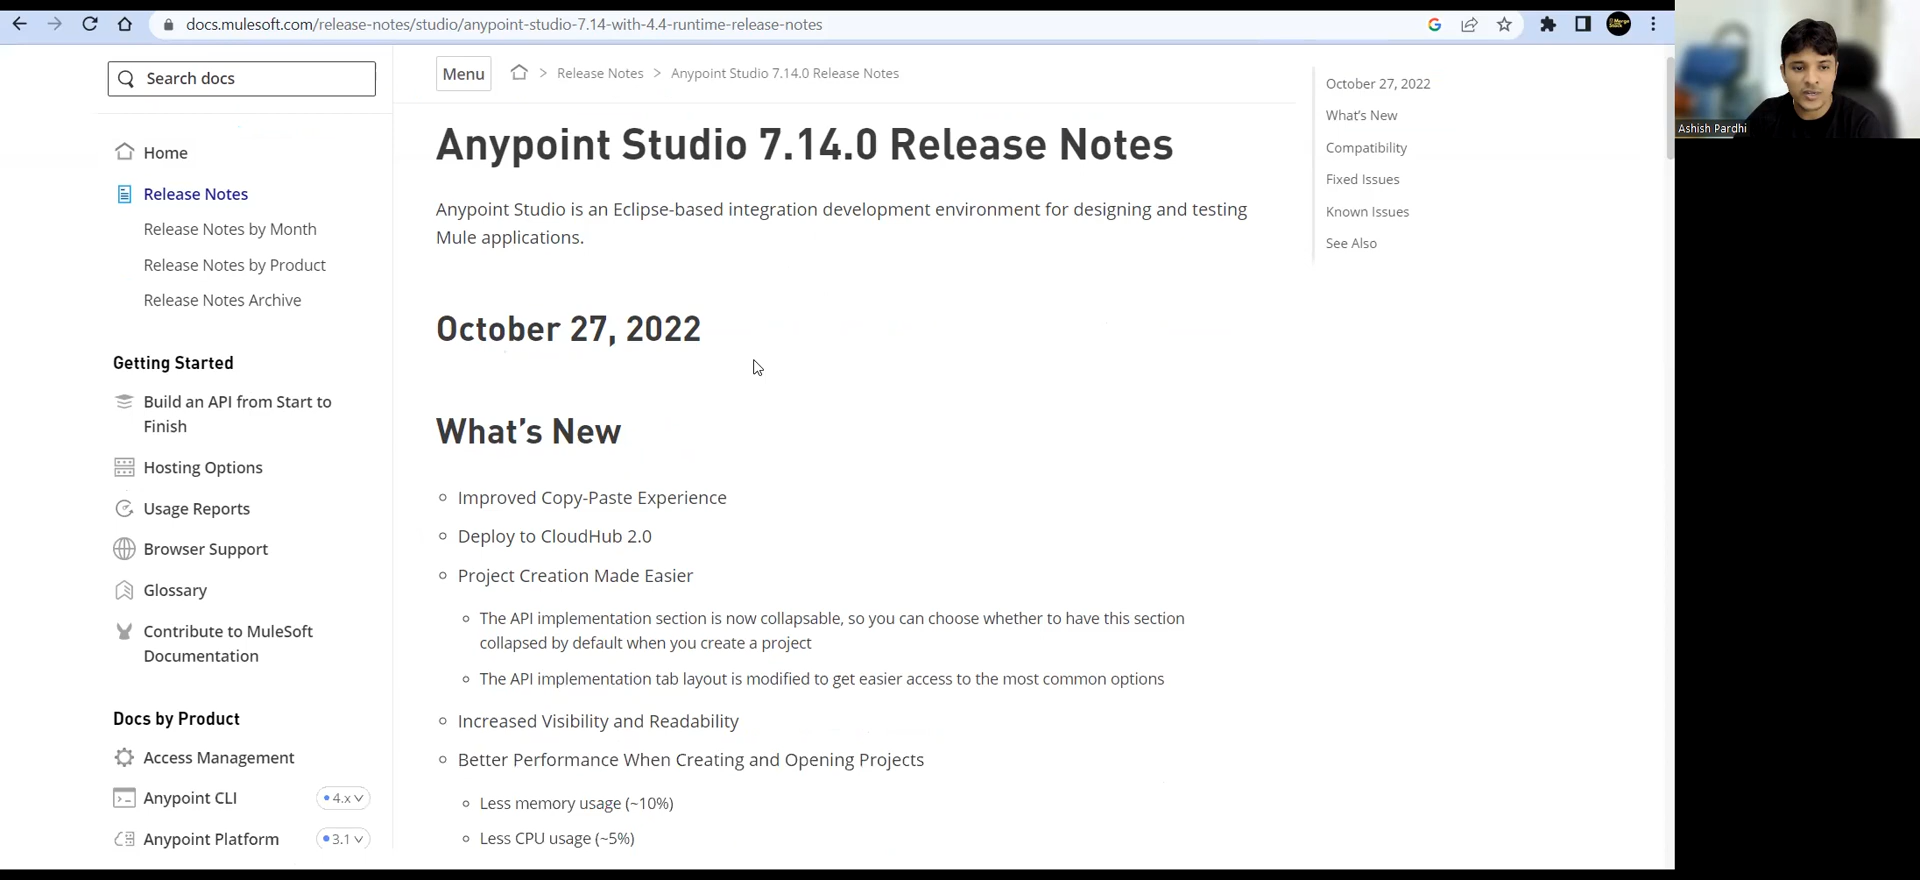 docs.mulesoft.com/release-notes/studio/anypoint-studio-7.14-with-4.4-runtime-release-notes
Ashish Pardhi
Search docs
Home
Release Notes
Release Notes by Month
Release Notes by Product
Release Notes Archive
Getting Started
Build an API from Start to
Finish
Hosting Options
Usage Reports
Browser Support
Glossary
Contribute to MuleSoft
Documentation
Docs by Product
Access Management
Anypoint CLI 4.x
Anypoint Platform 3.1
Menu > Release Notes > Anypoint Studio 7.14.0 Release Notes
Anypoint Studio 7.14.0 Release Notes
Anypoint Studio is an Eclipse-based integration development environment for designing and testing
Mule applications.
October 27, 2022
What's New
Improved Copy-Paste Experience
Deploy to CloudHub 2.0
Project Creation Made Easier
The API implementation section is now collapsable, so you can choose whether to have this section
collapsed by default when you create a project
The API implementation tab layout is modified to get easier access to the most common options
Increased Visibility and Readability
Better Performance When Creating and Opening Projects
Less memory usage (~10%)
Less CPU usage (~5%)
October 27, 2022
What's New
Compatibility
Fixed Issues
Known Issues
See Also